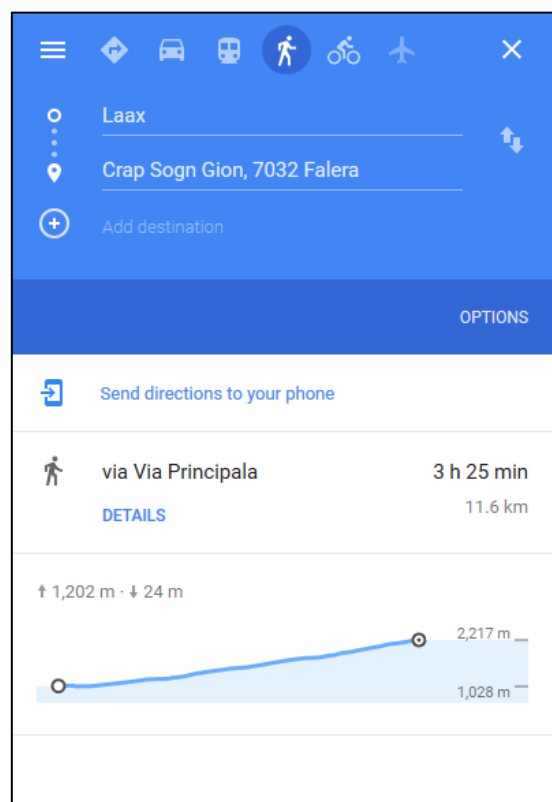 Laax
Crap Sogn Gion, 7032 Falera
Add destination
OPTIONS
Send directions to your phone
via Via Principala 3 h 25 min
DETAILS 11.6 km
1,202 m · 24 m
2,217 m
1,028 m